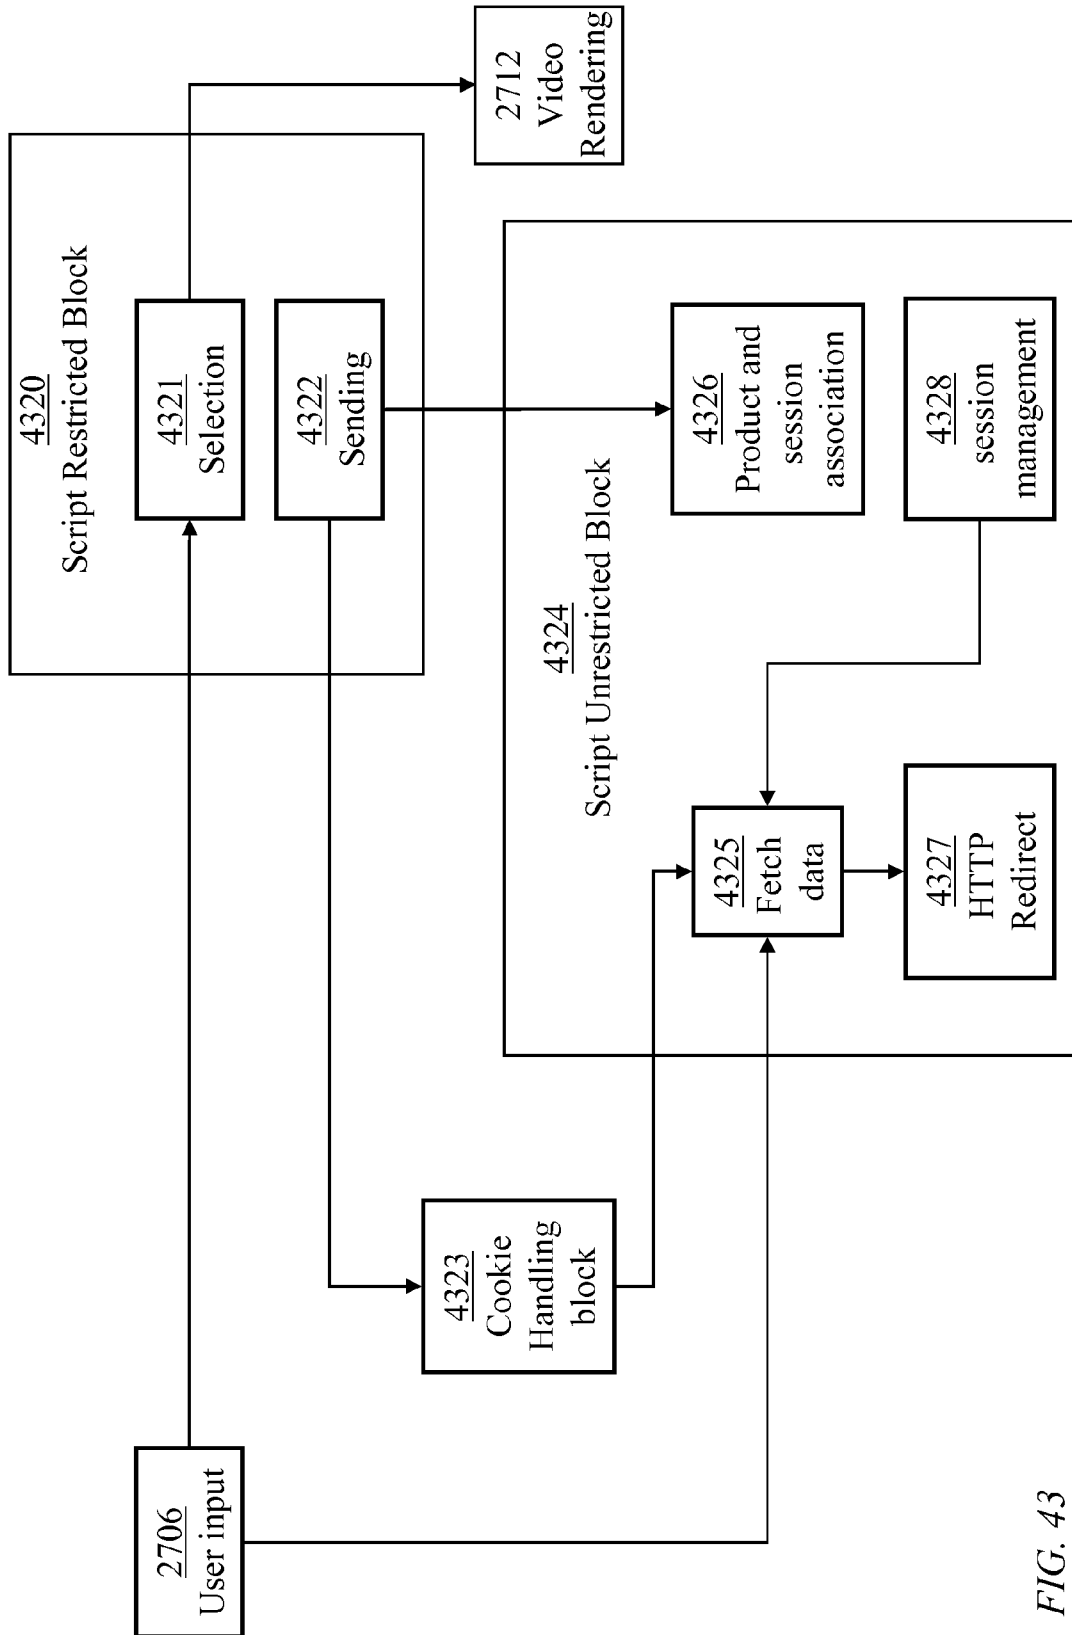 4320
Script Restricted Block
4321
Selection
4322
Sending
2712
Video
Rendering
2706
User input
4323
Cookie
Handling
block
4324
Script Unrestricted Block
4325
Fetch
data
4326
Product and
session
association
4327
HTTP
Redirect
4328
session
management
FIG. 43